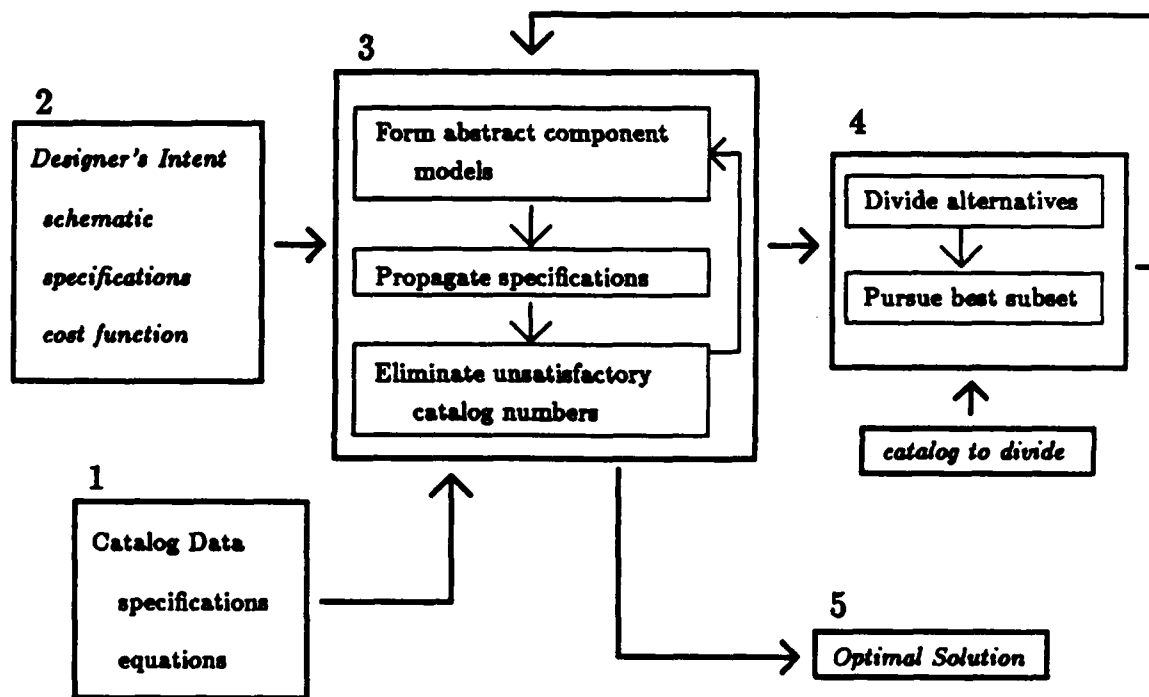 2
Designer's Intent
schematic
specifications
cost function
3
Form abstract component
models
Propagate specifications
Eliminate unsatisfactory
catalog numbers
4
Divide alternatives
Pursue best subset
catalog to divide
1
Catalog Data
specifications
equations
5
Optimal Solution